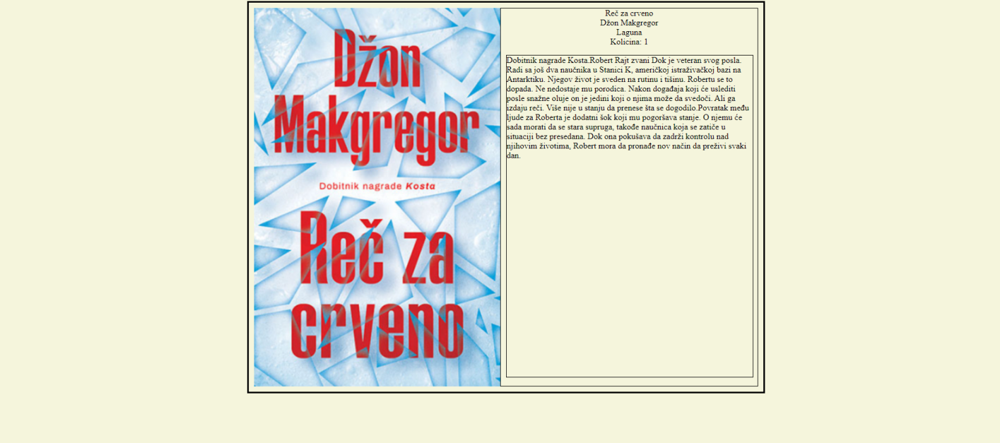 Džon
Makgregor
Dobitnik nagrade Kosta
Reč za
crveno
Reč za crveno
Džon Makgregor
Laguna
Kolicina: 1
Dobitnik nagrade Kosta.Robert Rajt zvani Dok je veteran svog posla.
Radi sa još dva naučnika u Stanici K, američkoj istraživačkoj bazi na
Antarktiku. Njegov život je sveden na rutinu i tišinu. Robertu se to
dopada. Ne nedostaje mu porodica. Nakon događaja koji će uslediti
posle snažne oluje on je jedini koji o njima može da svedoči. Ali ga
izdaju reči. Više nije u stanju da prenese šta se dogodilo.Povratak među
ljude za Roberta je dodatni šok koji mu pogoršava stanje. O njemu će
sada morati da se stara supruga, takođe naučnica koja se zatiče u
situaciji bez presedana. Dok ona pokušava da zadrži kontrolu nad
njihovim životima, Robert mora da pronađe nov način da preživi svaki
dan.